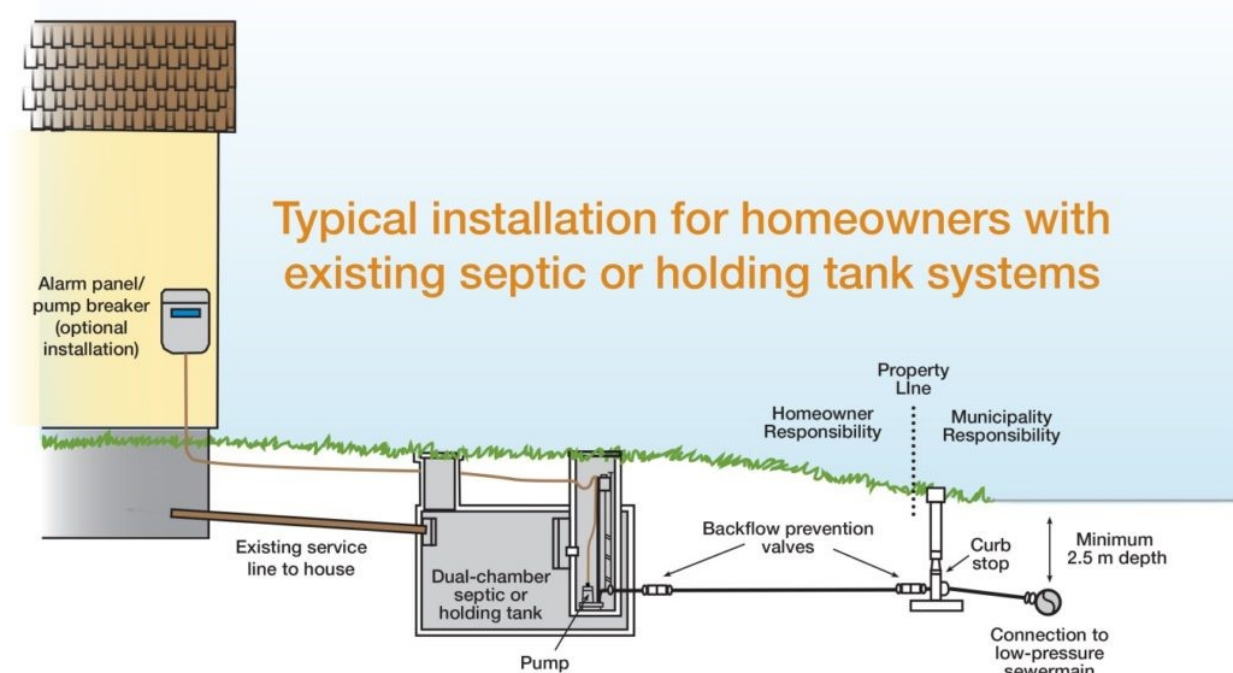 Typical installation for homeowners with
existing septic or holding tank systems
Alarm panel/
pump breaker
(optional
installation)
Property
LIne
Homeowner
Responsibility
Municipality
Responsibility
Existing service
line to house
Dual-chamber
septic or
holding tank
Pump
Backflow prevention
valves
Curb
stop
Minimum
2.5 m depth
Connection to
low-pressure
sewermain